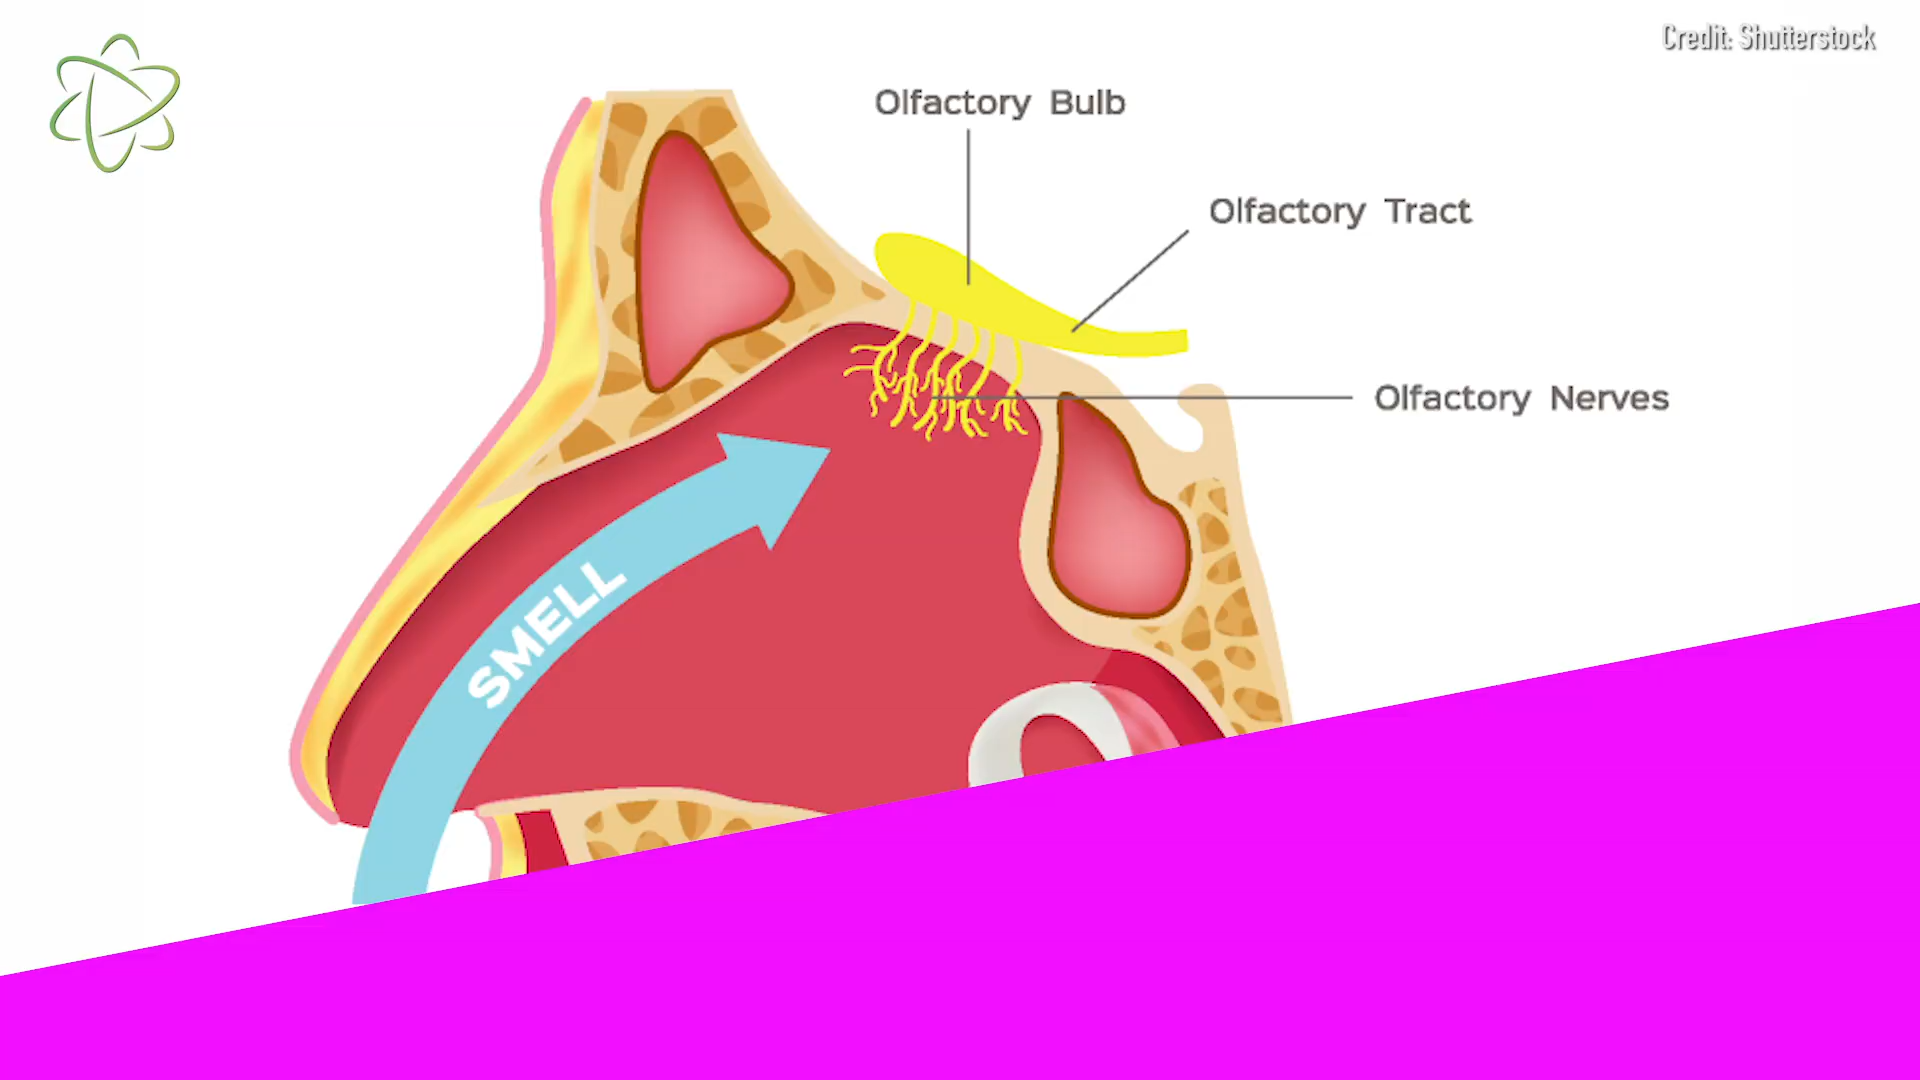 Credit: Shutterstock
Olfactory Bulb
Olfactory Tract
Olfactory Nerves
SMELL